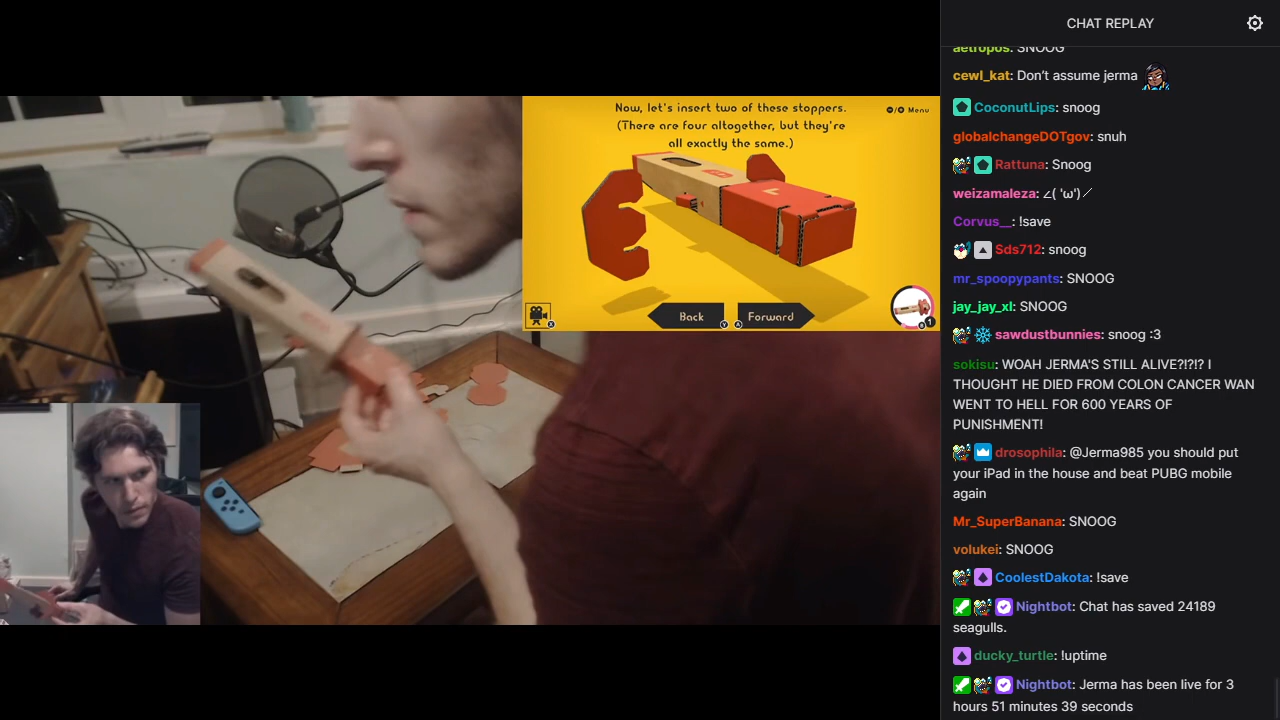 Now, let's insert two of these stoppers.
(There are four altogether, but they're
all exactly the same.)
-/+ Menu
Back
Forward
X
Y
A
B
1
L
CHAT REPLAY
aetropos: SNOOG
cewl_kat: Don't assume jerma
CoconutLips: snoog
globalchangeDOTgov: snuh
Rattuna: Snoog
weizamaleza: ∠( 'ω')／
Corvus__: !save
Sds712: snoog
mr_spoopypants: SNOOG
jay_jay_xl: SNOOG
sawdustbunnies: snoog :3
sokisu: WOAH JERMA'S STILL ALIVE?!?!? I
THOUGHT HE DIED FROM COLON CANCER WAN
WENT TO HELL FOR 600 YEARS OF
PUNISHMENT!
drosophila: @Jerma985 you should put
your iPad in the house and beat PUBG mobile
again
Mr_SuperBanana: SNOOG
volukei: SNOOG
CoolestDakota: !save
Nightbot: Chat has saved 24189
seagulls.
ducky_turtle: !uptime
Nightbot: Jerma has been live for 3
hours 51 minutes 39 seconds